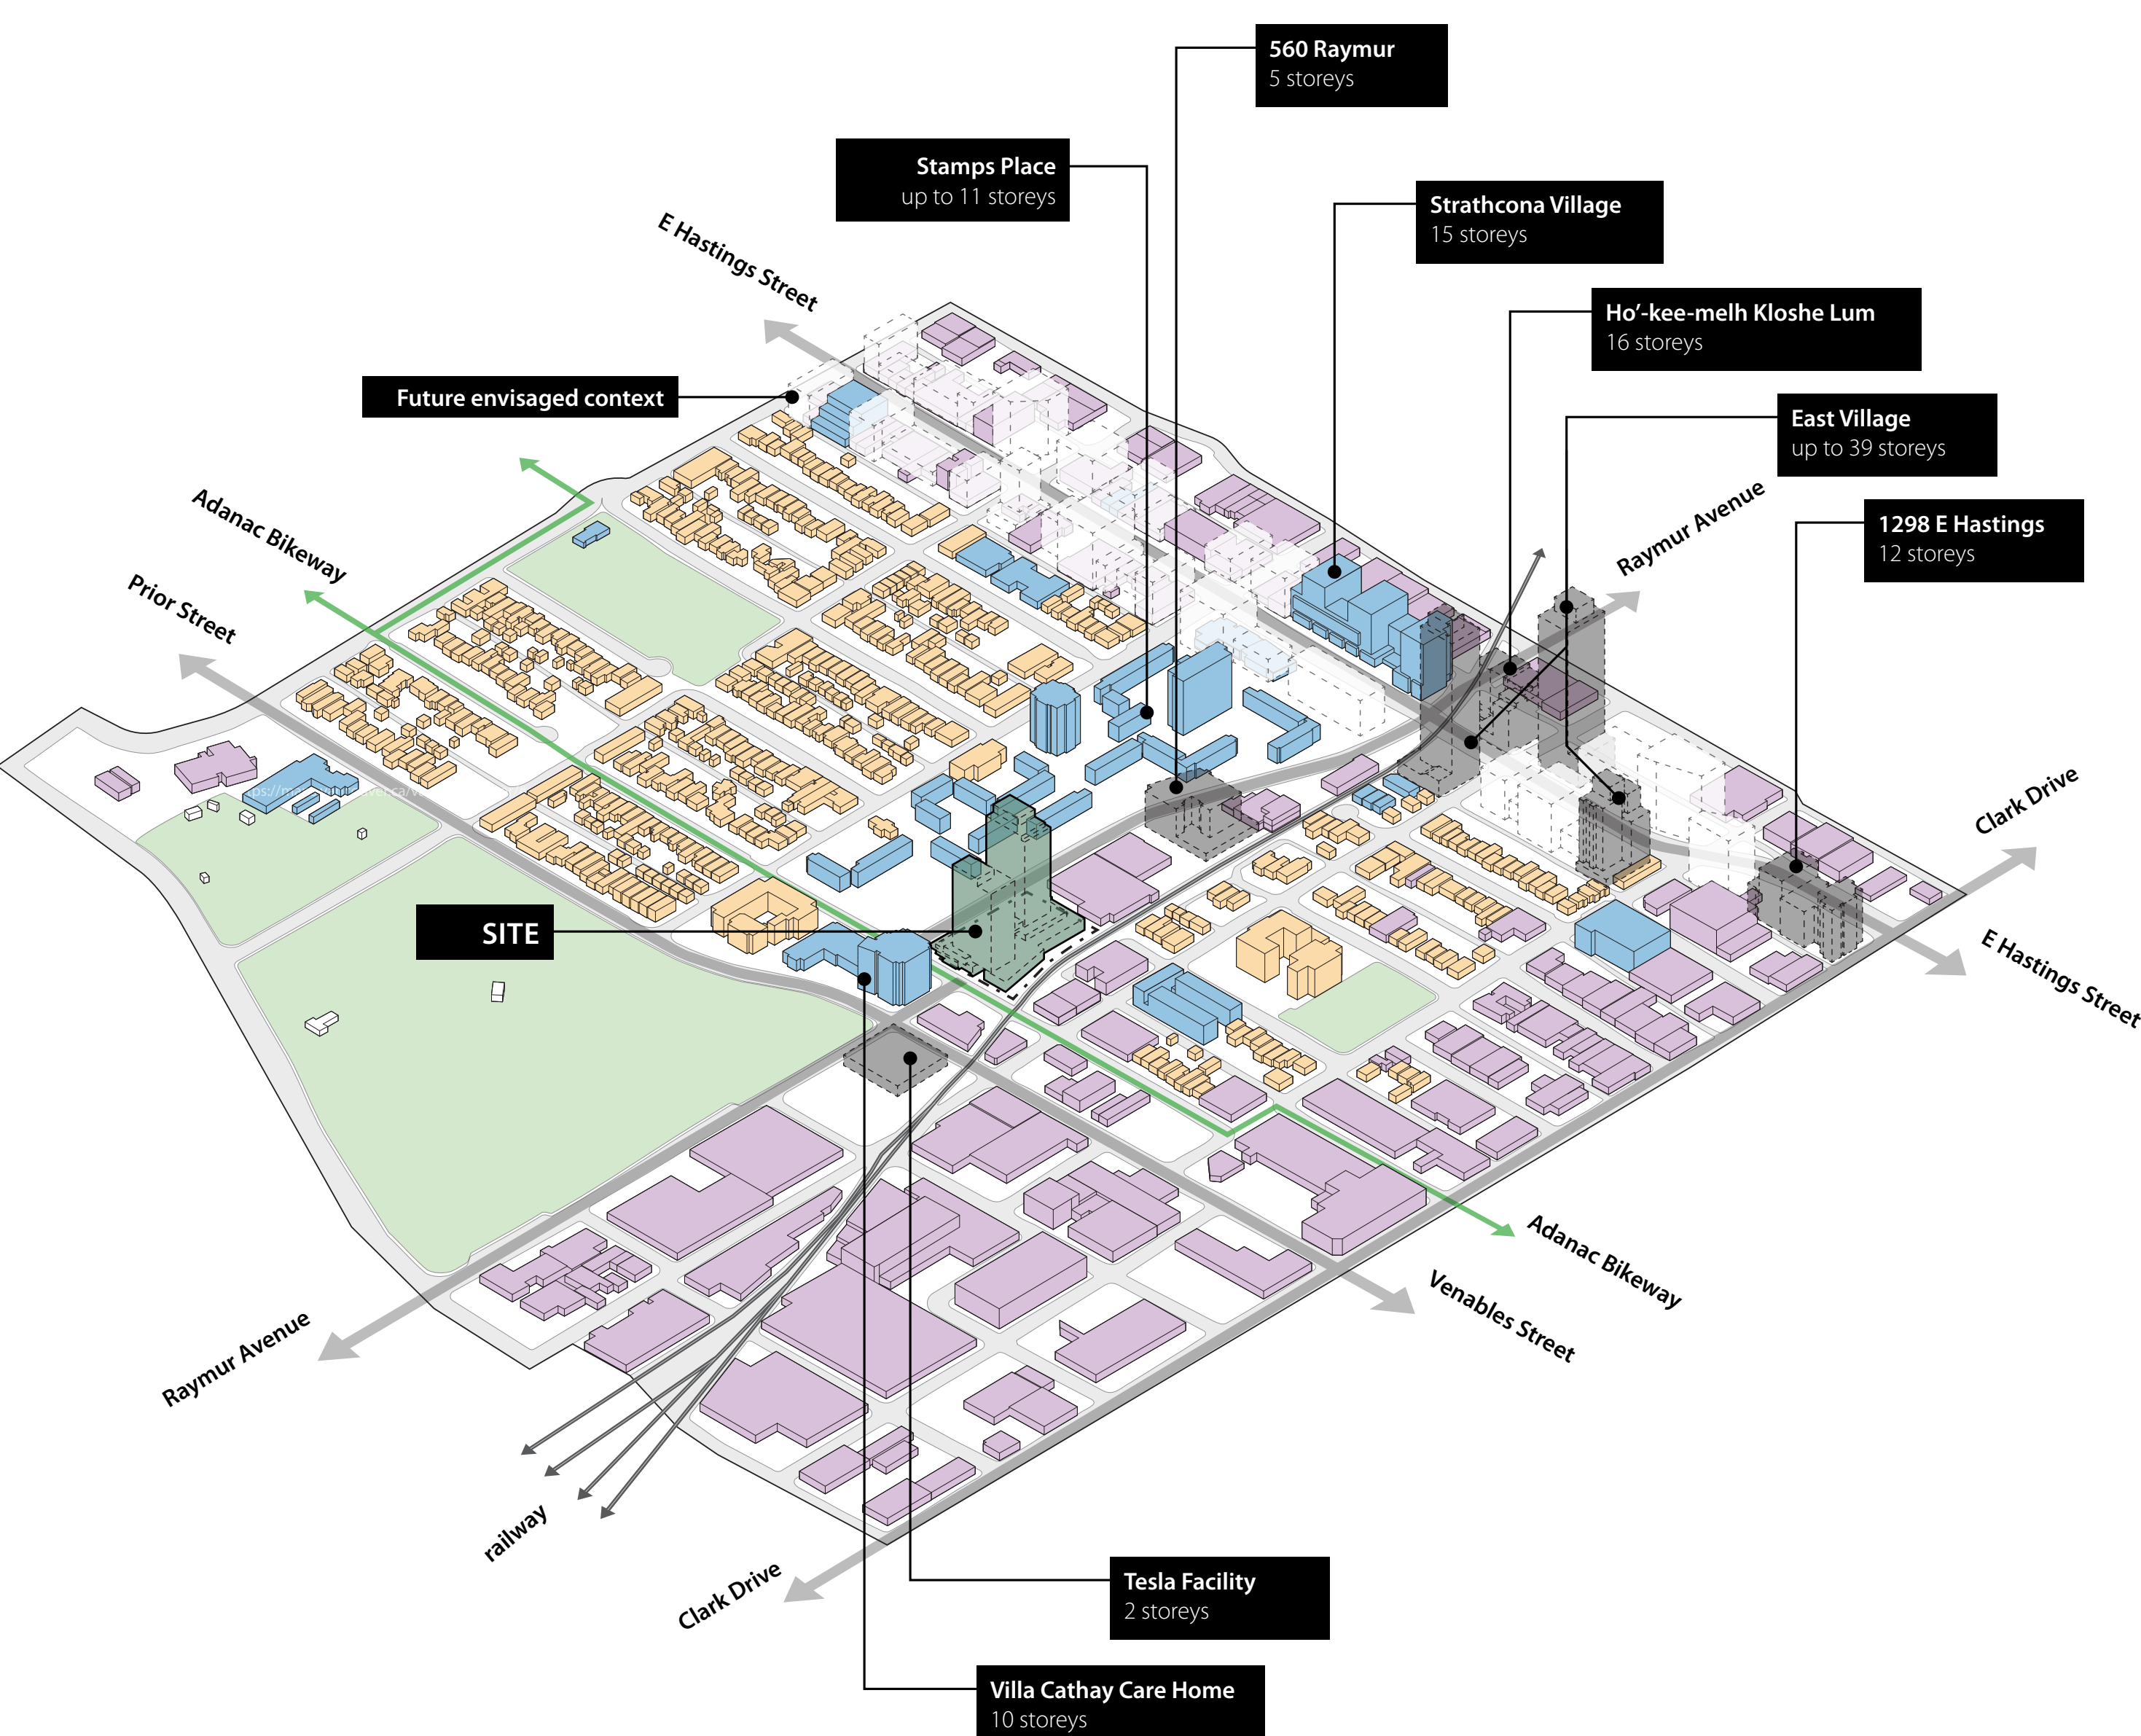 560 Raymur
5 storeys
Stamps Place
up to 11 storeys
Strathcona Village
15 storeys
E Hastings Street
Ho’-kee-melh Kloshe Lum
16 storeys
Future envisaged context
East Village
up to 39 storeys
Raymur Avenue
Adanac Bikeway
1298 E Hastings
12 storeys
Prior Street
Clark Drive
SITE
E Hastings Street
Adanac Bikeway
Venables Street
Raymur Avenue
railway
Clark Drive
Tesla Facility
2 storeys
Villa Cathay Care Home
10 storeys